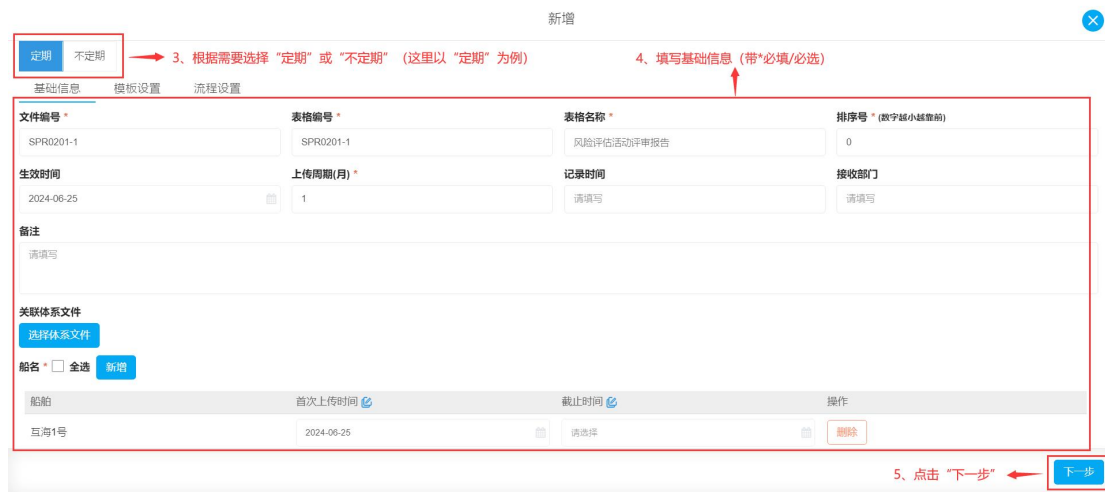 新增
定期 不定期 3、根据需要选择“定期”或“不定期”（这里以“定期”为例） 4、填写基础信息（带*必填/必选）
基础信息 模板设置 流程设置
文件编号 * 表格编号 * 表格名称 * 排序号 * (数字越小越靠前)
SPR0201-1 SPR0201-1 风险评估活动评审报告 0
生效时间 上传周期(月) * 记录时间 接收部门
2024-06-25 1 请填写 请填写
备注
请填写
关联体系文件
选择体系文件
船名 * 全选 新增
船舶 首次上传时间 截止时间 操作
互海1号 2024-06-25 请选择 删除
5、点击“下一步” 下一步